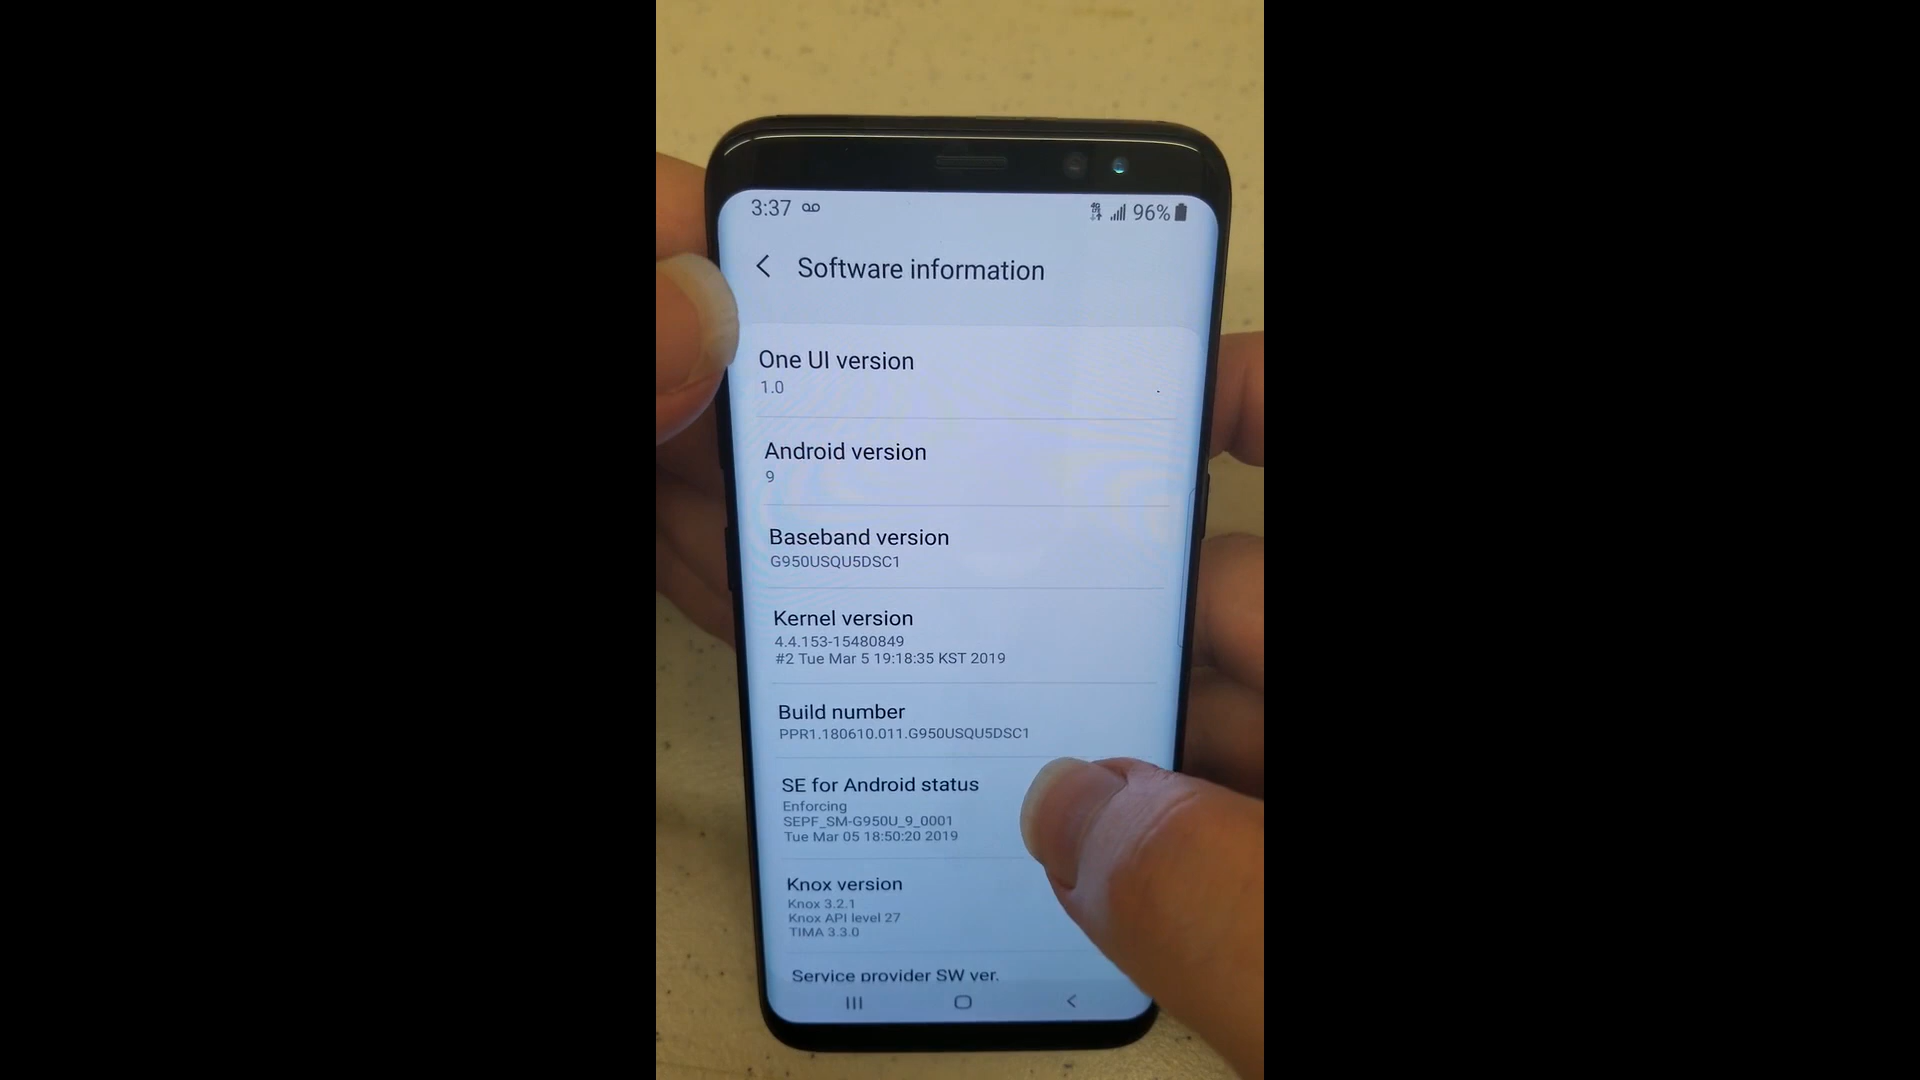 3:37 96%
Software information
One UI version
1.0
Android version
9
Baseband version
G950USQU5DSC1
Kernel version
4.4.153-15480849
#2 Tue Mar 5 19:18:35 KST 2019
Build number
PPR1.180610.011.G950USQU5DSC1
SE for Android status
Enforcing
SEPF_SM-G950U_9_0001
Tue Mar 05 18:50:20 2019
Knox version
Knox 3.2.1
Knox API level 27
TIMA 3.3.0
Service provider SW ver.